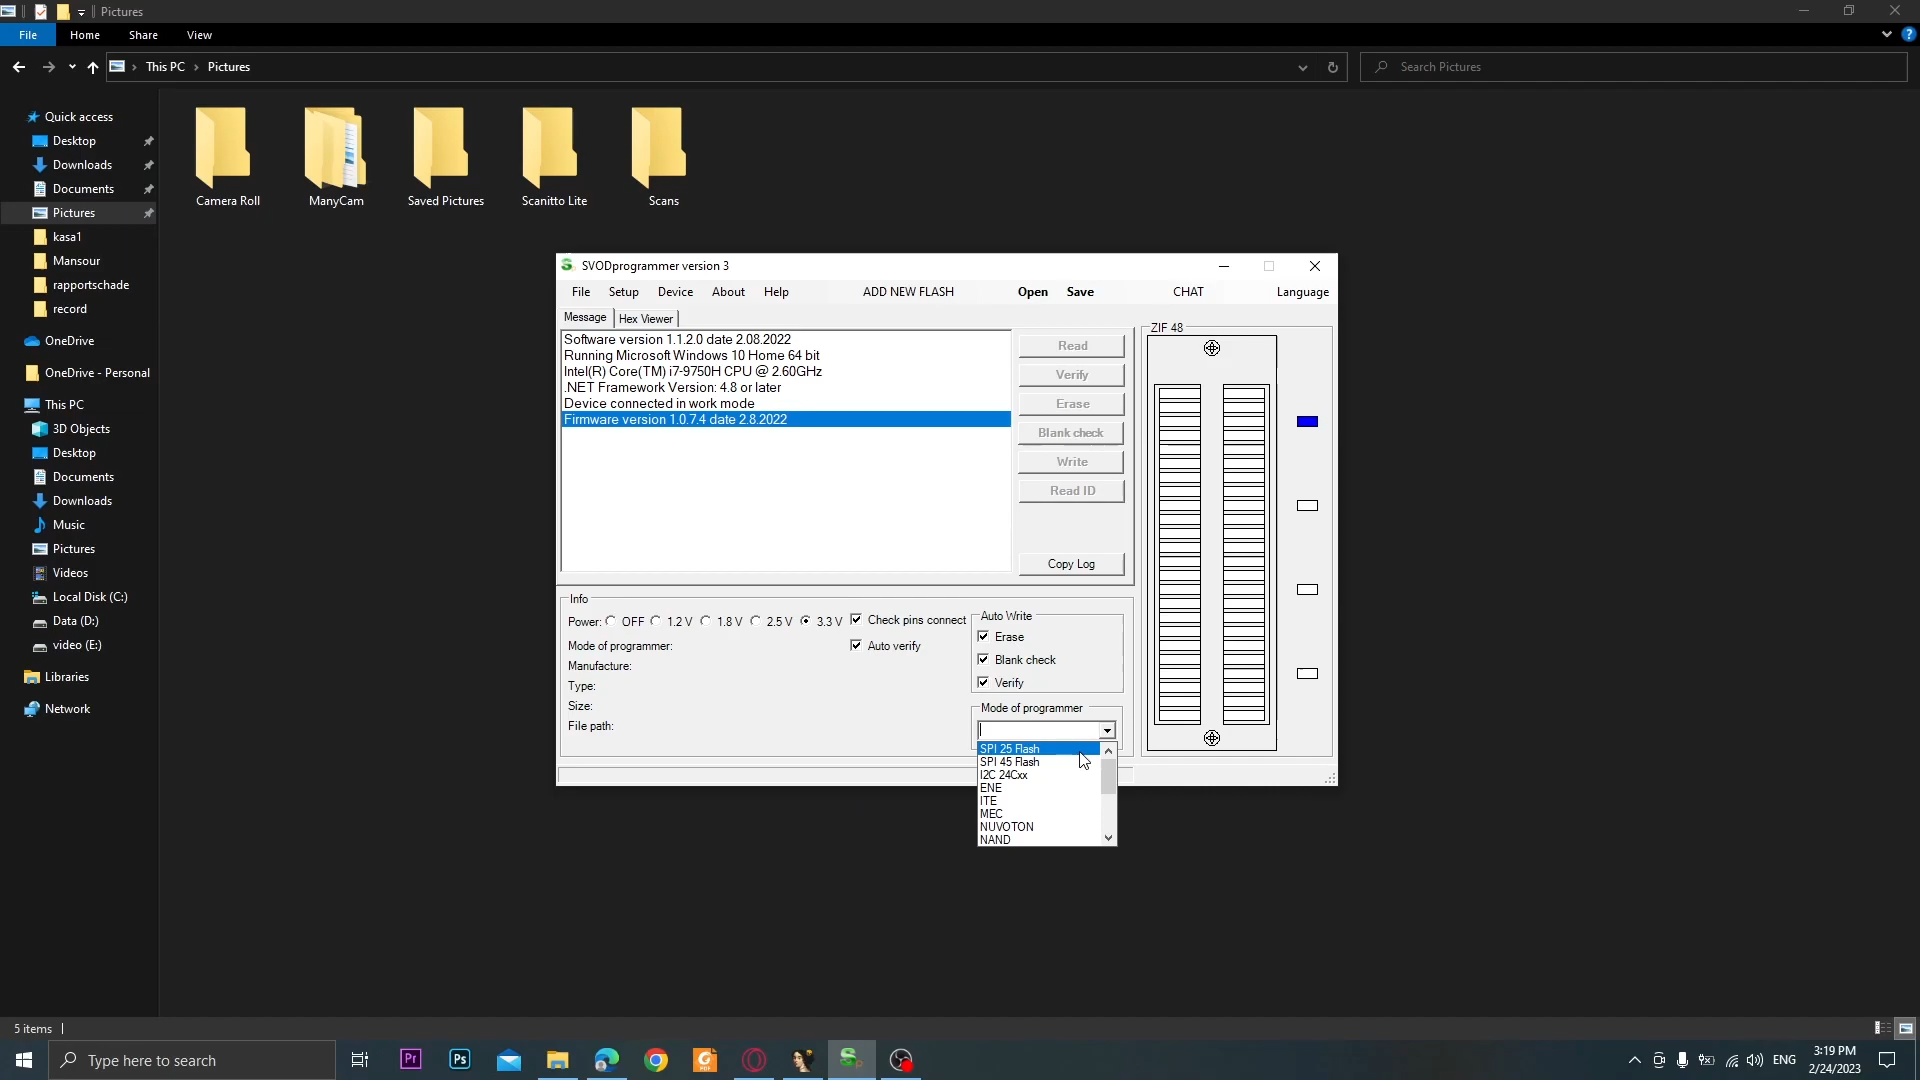 Pictures
File
Home
Share
View
This PC
Pictures
Search Pictures
Quick access
Desktop
Downloads
Documents
Pictures
kasa1
Mansour
rapportschade
record
OneDrive
OneDrive - Personal
This PC
3D Objects
Desktop
Documents
Downloads
Music
Pictures
Videos
Local Disk (C:)
Data (D:)
video (E:)
Libraries
Network
Camera Roll
ManyCam
Saved Pictures
Scanitto Lite
Scans
SVODprogrammer version 3
File
Setup
Device
About
Help
ADD NEW FLASH
Open
Save
CHAT
Language
Message
Hex Viewer
Software version 1.1.2.0 date 2.08.2022
Running Microsoft Windows 10 Home 64 bit
Intel(R) Core(TM) i7-9750H CPU @ 2.60GHz
.NET Framework Version: 4.8 or later
Device connected in work mode
Firmware version 1.0.7.4 date 2.8.2022
Read
Verify
Erase
Blank check
Write
Read ID
Copy Log
ZIF 48
Info
Power: OFF 1.2 V 1.8 V 2.5 V 3.3 V
Check pins connect
Mode of programmer:
Auto verify
Manufacture:
Type:
Size:
File path:
Auto Write
Erase
Blank check
Verify
Mode of programmer
SPI 25 Flash
SPI 45 Flash
I2C 24Cxx
ENE
ITE
MEC
NUVOTON
NAND
5 items
Type here to search
Pr
Ps
PDF
ENG
3:19 PM
2/24/2023